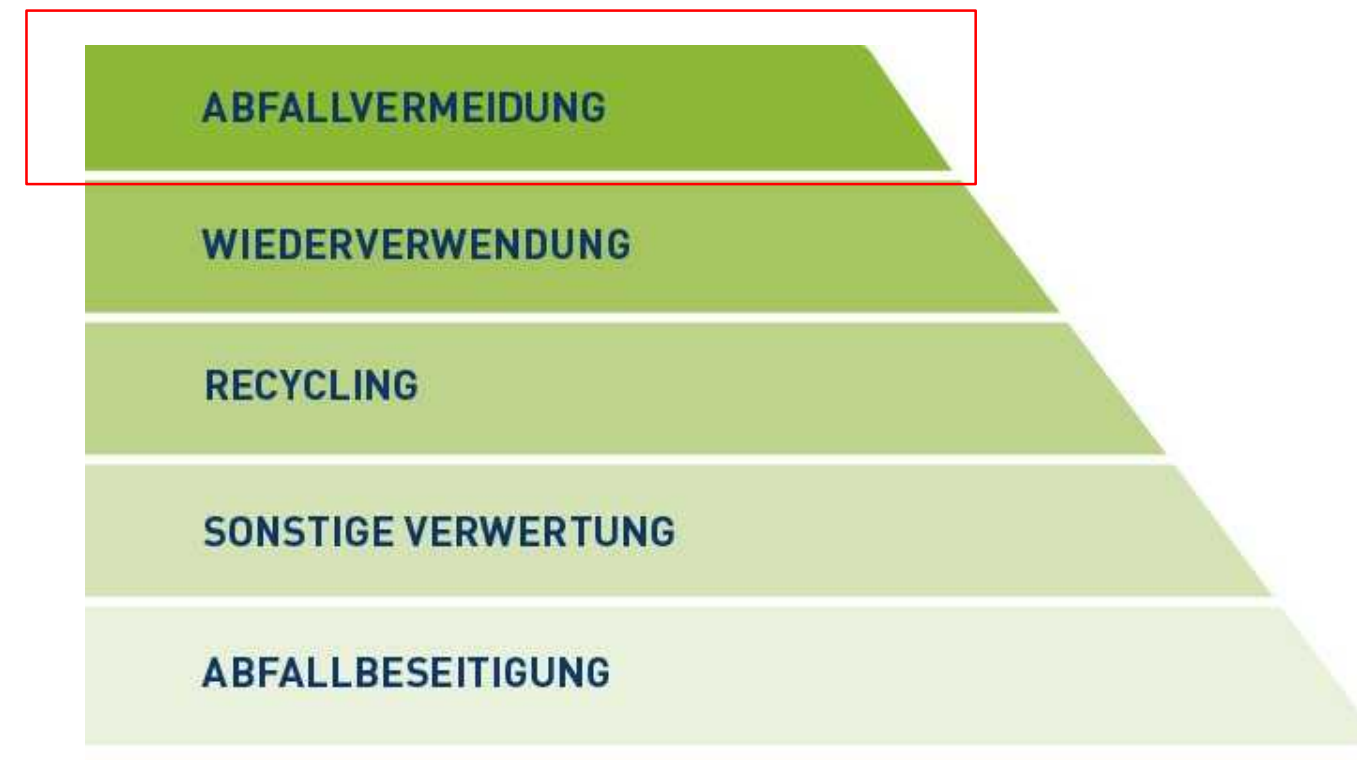 ABFALLVERMEIDUNG
WIEDERVERWENDUNG
RECYCLING
SONSTIGE VERWERTUNG
ABFALLBESEITIGUNG